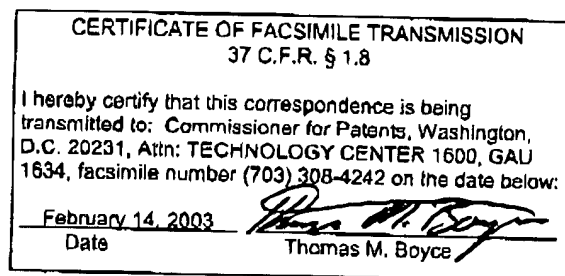 CERTIFICATE OF FACSIMILE TRANSMISSION
37 C.F.R. § 1.8
I hereby certify that this correspondence is being
transmitted to: Commissioner for Patents, Washington,
D.C. 20231, Attn: TECHNOLOGY CENTER 1600, GAU
1634, facsimile number (703) 308-4242 on the date below:
February 14, 2003 Thomas M. Boyce
Date Thomas M. Boyce